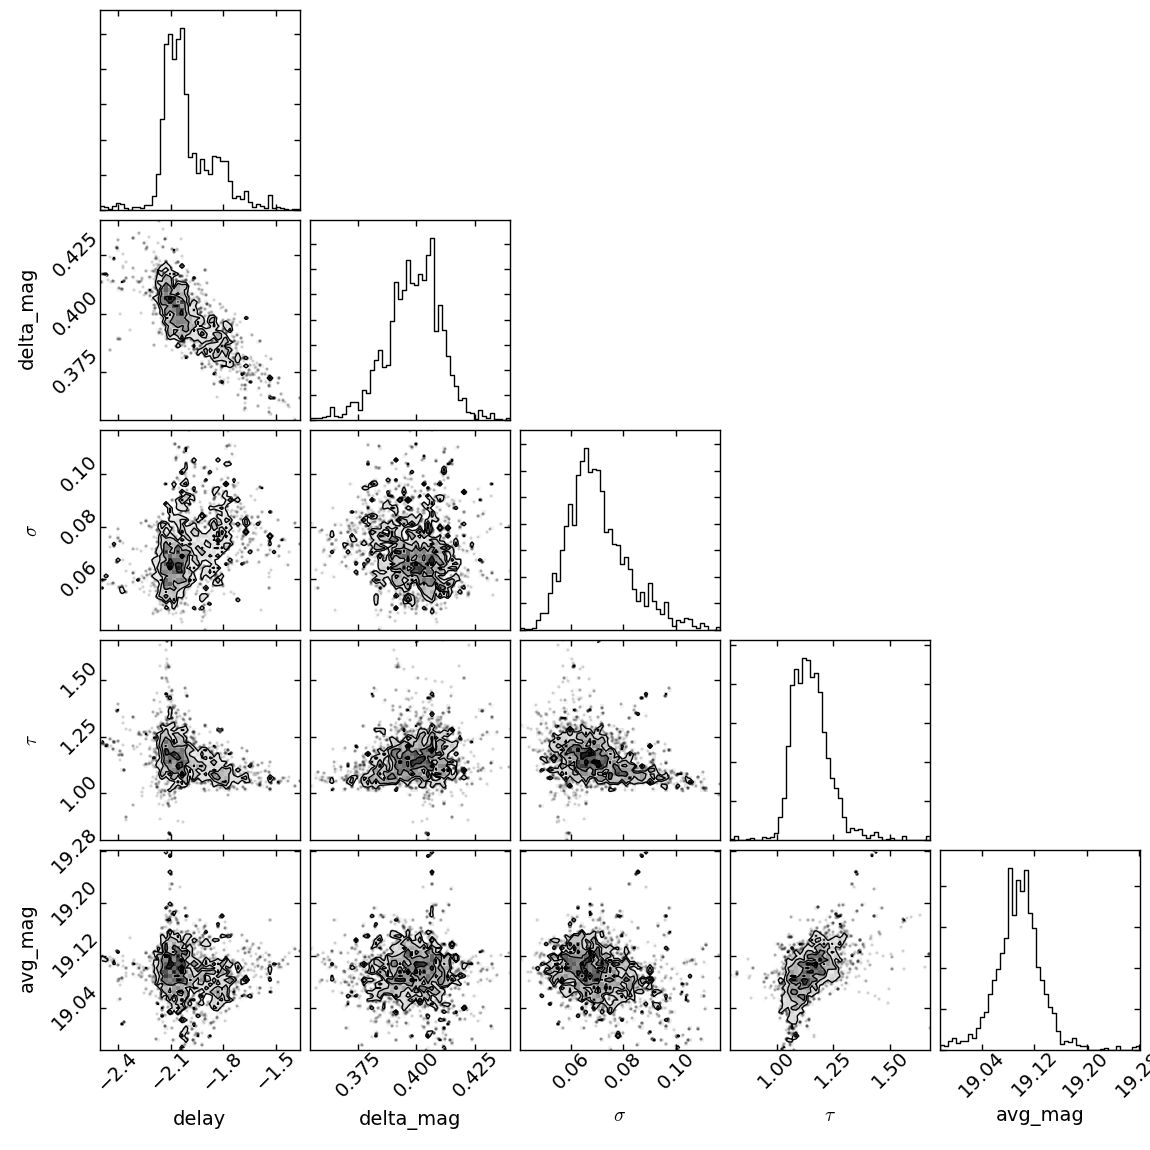 0.425
0.400
0.375
delta_mag
0.10
0.08
0.06
σ
1.50
1.25
1.00
τ
19.28
19.20
19.12
19.04
avg_mag
−2.4 −2.1 −1.8 −1.5
0.375 0.400 0.425
0.06 0.08 0.10
1.00 1.25 1.50
19.04 19.12 19.20 19.28
delay delta_mag σ τ avg_mag